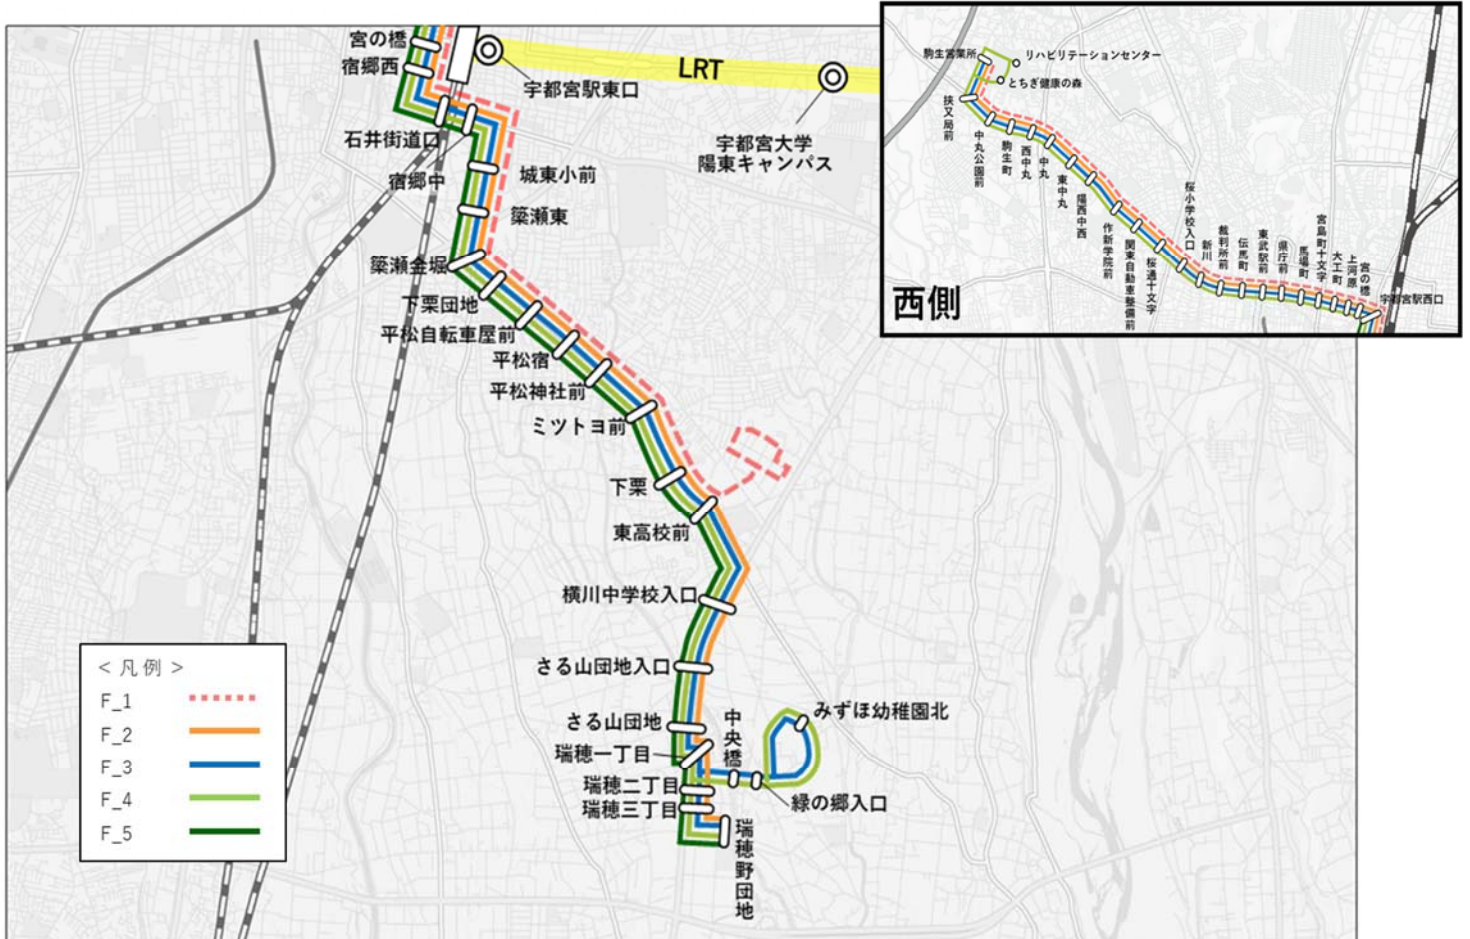 宮の橋
宿郷西
石井街道口
宿郷中
宇都宮駅東口
LRT
宇都宮大学
陽東キャンパス
城東小前
簗瀬東
簗瀬金堀
下栗団地
平松自転車屋前
平松宿
平松神社前
ミツトヨ前
下栗
東高校前
横川中学校入口
さる山団地入口
さる山団地
瑞穂一丁目
瑞穂二丁目
瑞穂三丁目
中央橋
みずほ幼稚園北
緑の郷入口
瑞穂野団地
<凡例>
F_1
F_2
F_3
F_4
F_5
駒生営業所
リハビリテーションセンター
とちぎ健康の森
挟又局前
中丸公園前
駒生町
西中丸
中丸
東中丸
陽西中西
作新学院前
関東自動車整備前
桜通十文字
桜小学校入口
新川
裁判所前
伝馬町
東武駅前
県庁前
馬場町
宮島町十文字
大工町
上河原
宮の橋
宇都宮駅西口
西側